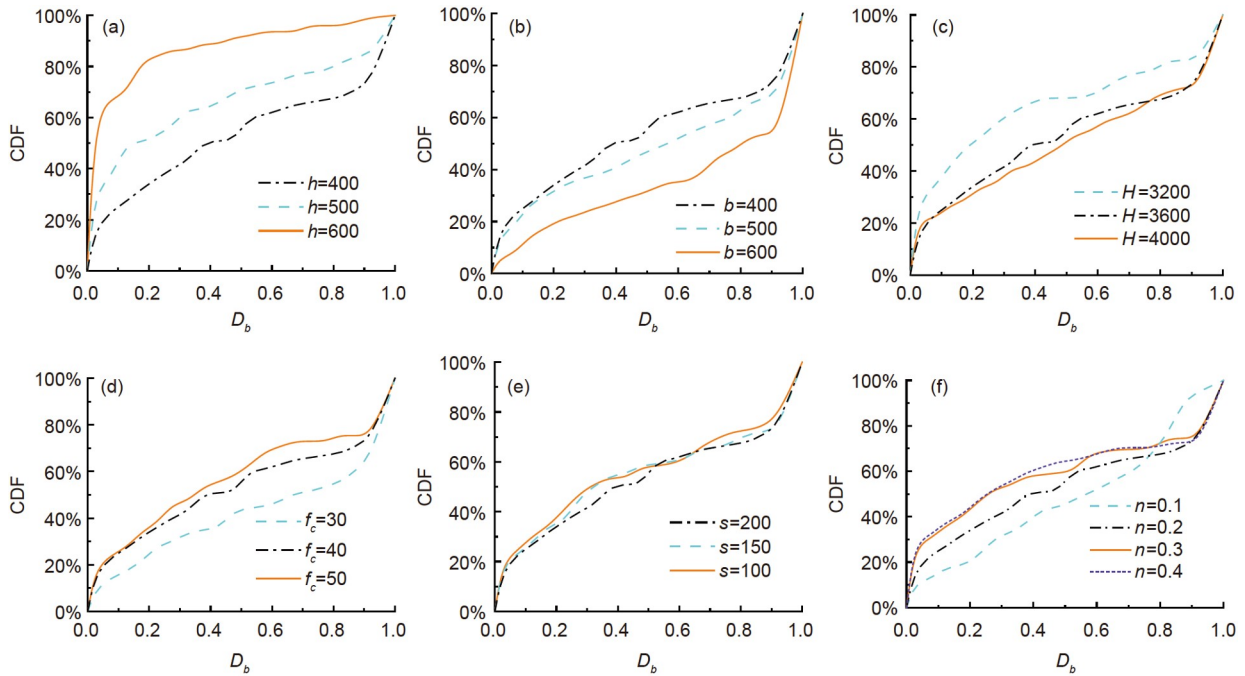 (a)
100%
80%
60%
40%
20%
0%
CDF
h=400
h=500
h=600
0.0 0.2 0.4 0.6 0.8 1.0
D_b
(b)
100%
80%
60%
40%
20%
0%
CDF
b=400
b=500
b=600
0.0 0.2 0.4 0.6 0.8 1.0
D_b
(c)
100%
80%
60%
40%
20%
0%
CDF
H=3200
H=3600
H=4000
0.0 0.2 0.4 0.6 0.8 1.0
D_b
(d)
100%
80%
60%
40%
20%
0%
CDF
f_c=30
f_c=40
f_c=50
0.0 0.2 0.4 0.6 0.8 1.0
D_b
(e)
100%
80%
60%
40%
20%
0%
CDF
s=200
s=150
s=100
0.0 0.2 0.4 0.6 0.8 1.0
D_b
(f)
100%
80%
60%
40%
20%
0%
CDF
n=0.1
n=0.2
n=0.3
n=0.4
0.0 0.2 0.4 0.6 0.8 1.0
D_b